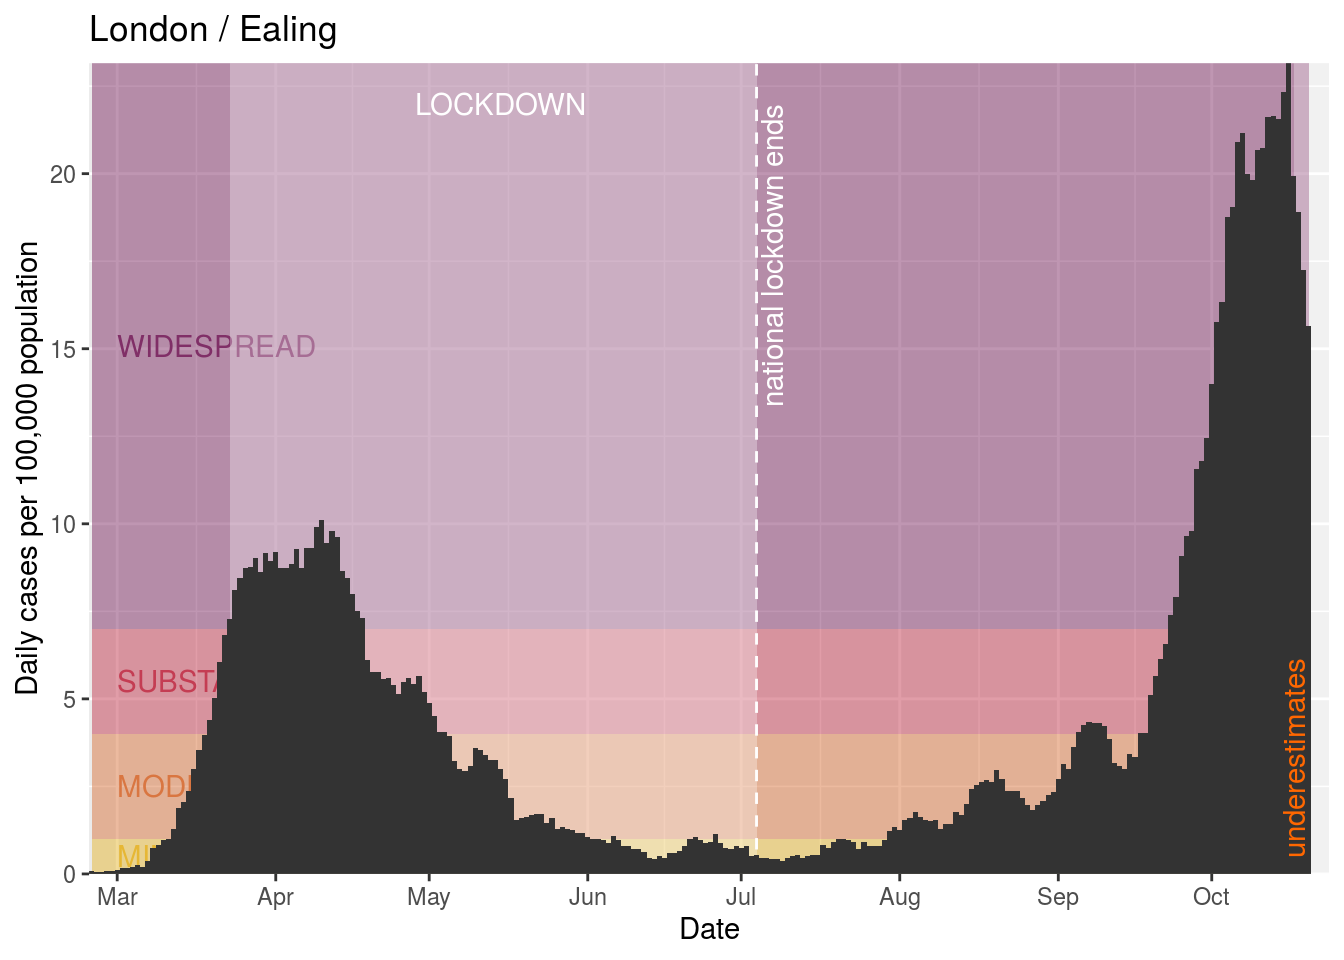 London / Ealing
LOCKDOWN
national lockdown ends
WIDESPREAD
SUBSTA
MOD
MI
underestimates
Daily cases per 100,000 population
20
15
10
5
0
Mar Apr May Jun Jul Aug Sep Oct
Date